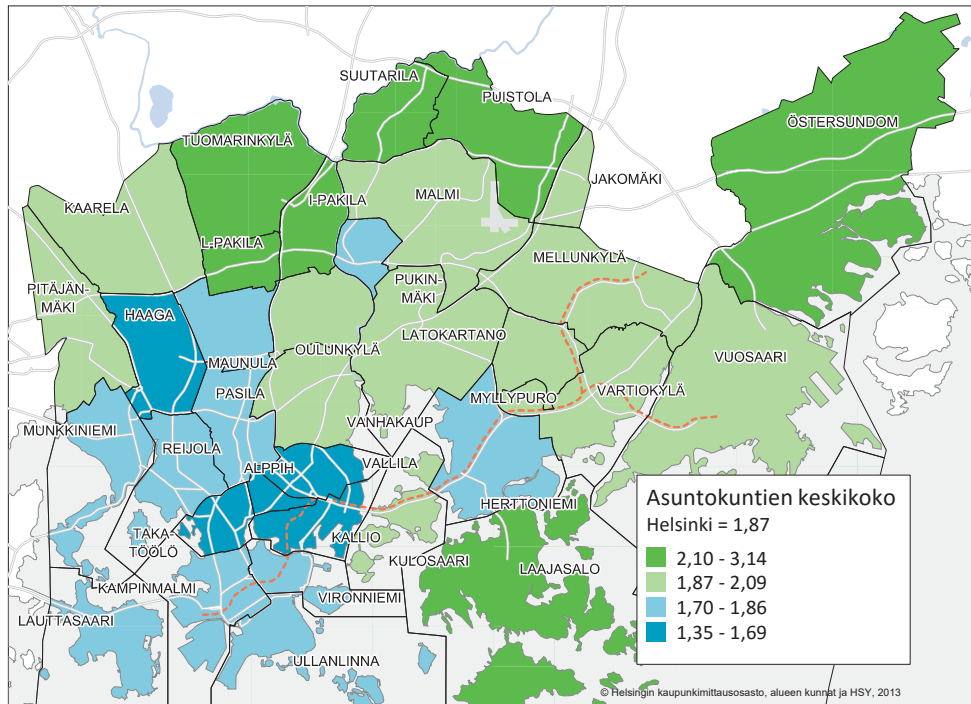 SUUTARILA
PUISTOLA
ÖSTERSUNDOM
TUOMARINKYLÄ
JAKOMÄKI
I-PAKILA
MALMI
KAARELA
L-PAKILA
MELLUNKYLÄ
PITÄJÄN-
MÄKI
PUKIN-
MÄKI
HAAGA
LATOKARTANO
OULUNKYLÄ
MAUNULA
VUOSAARI
PASILA
MYLLYPURO
VARTIOKYLÄ
VANHAKAUP
MUNKKINIEMI
REIJOLA
ALPPIH
VALLILA
HERTTONIEMI
TAKA-
TÖÖLÖ
KALLIO
KULOSAARI
LAAJASALO
KAMPINMALMI
VIRONNIEMI
LAUTTASAARI
ULLANLINNA
Asuntokuntien keskikoko
Helsinki = 1,87
2,10 - 3,14
1,87 - 2,09
1,70 - 1,86
1,35 - 1,69
© Helsingin kaupunkimittausosasto, alueen kunnat ja HSY, 2013